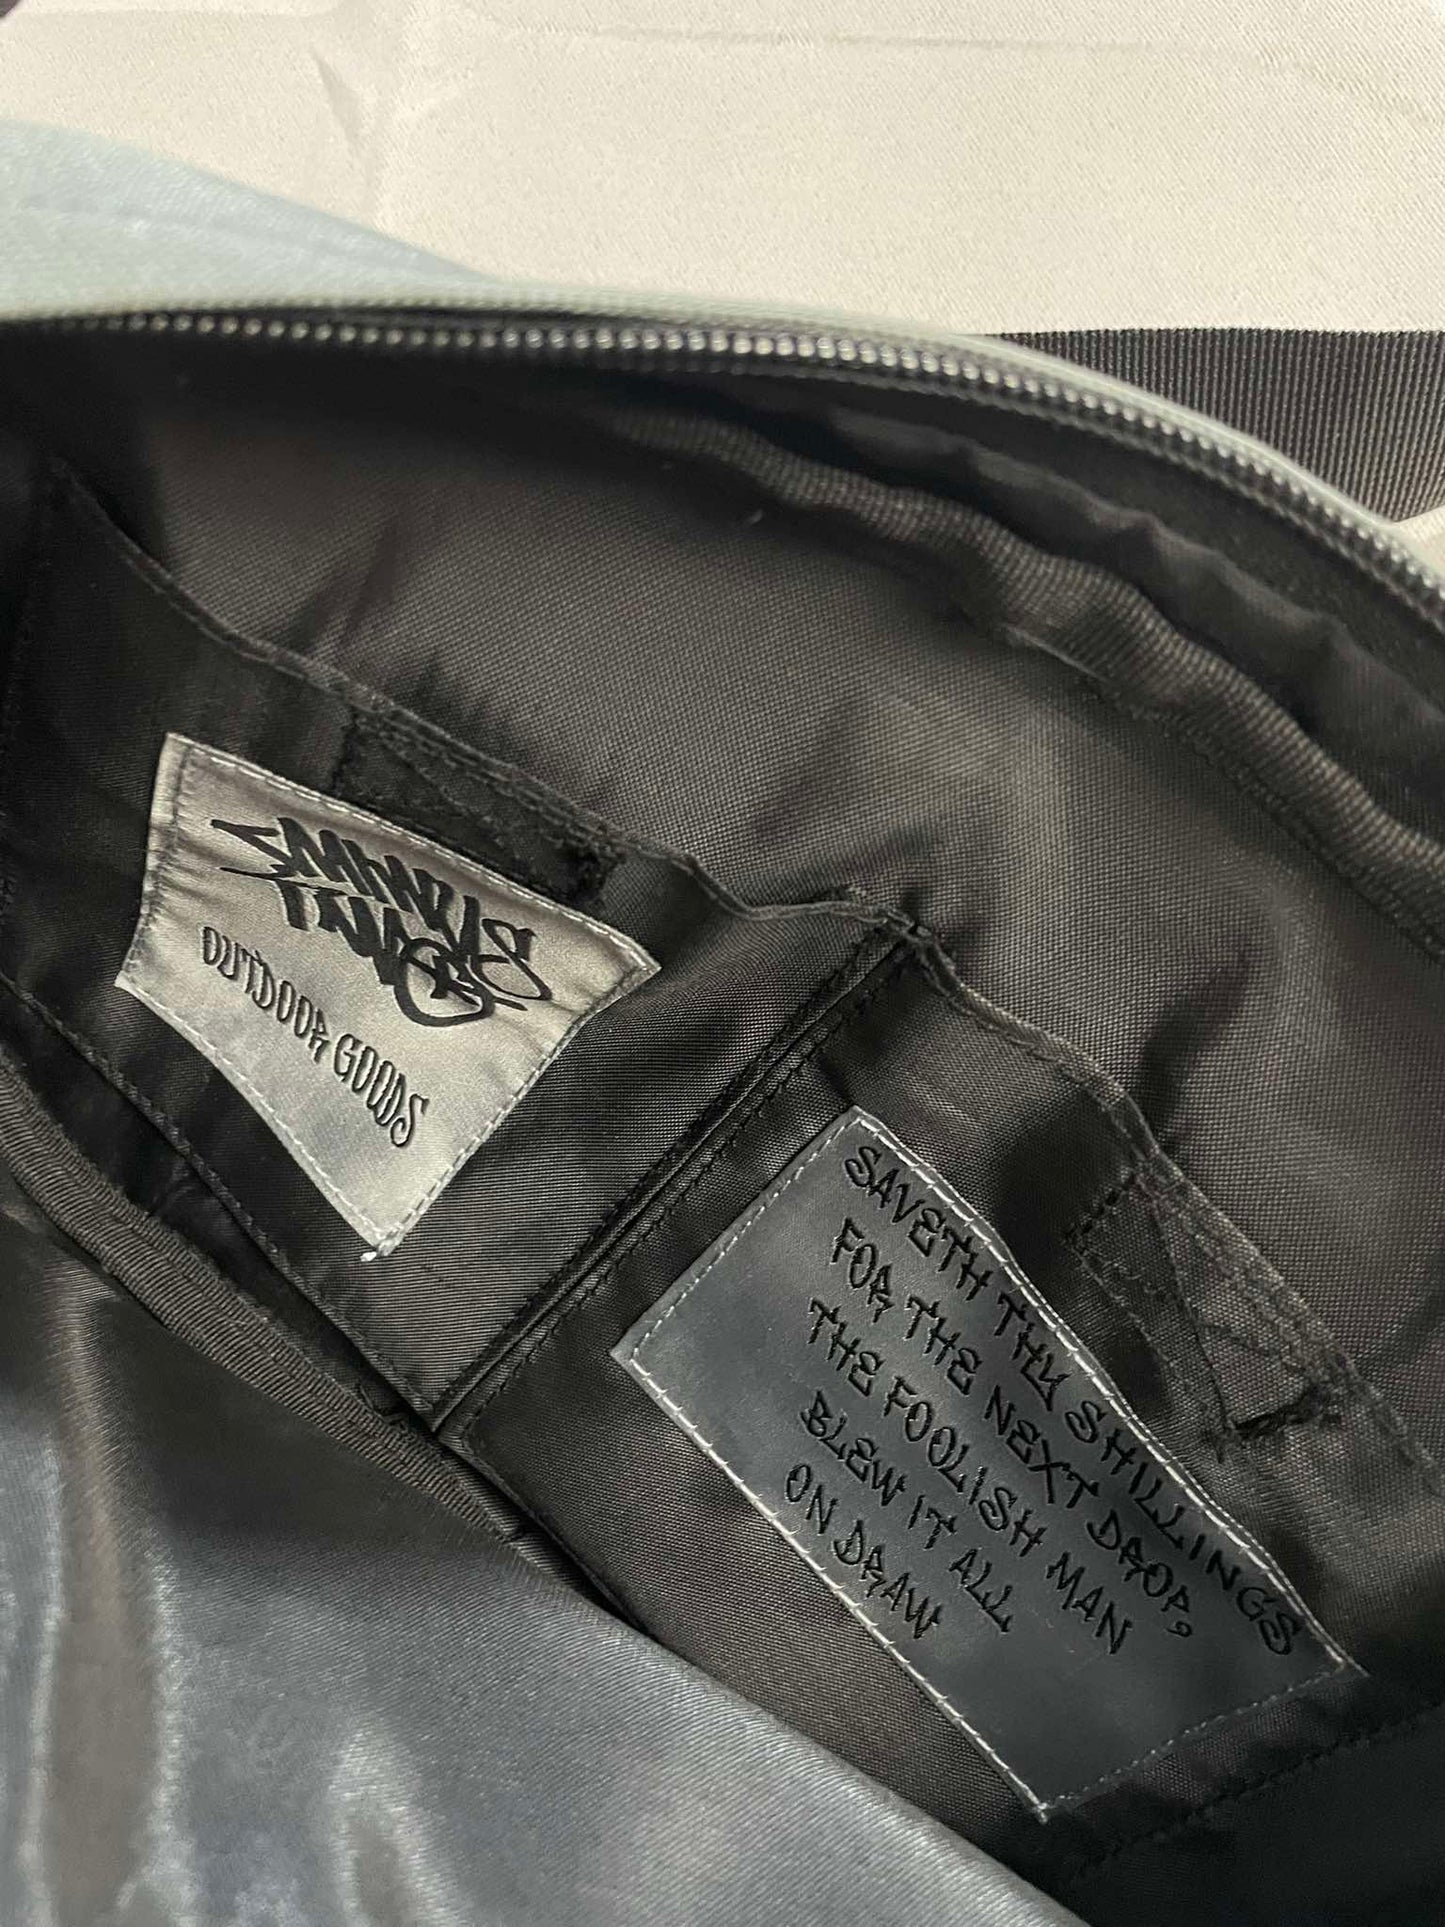 OUTDOOR GOODS
SAVETH THY SHILLINGS
FOR THE NEXT DROP,
THE FOOLISH MAN
BLEW IT ALL
ON DRAW